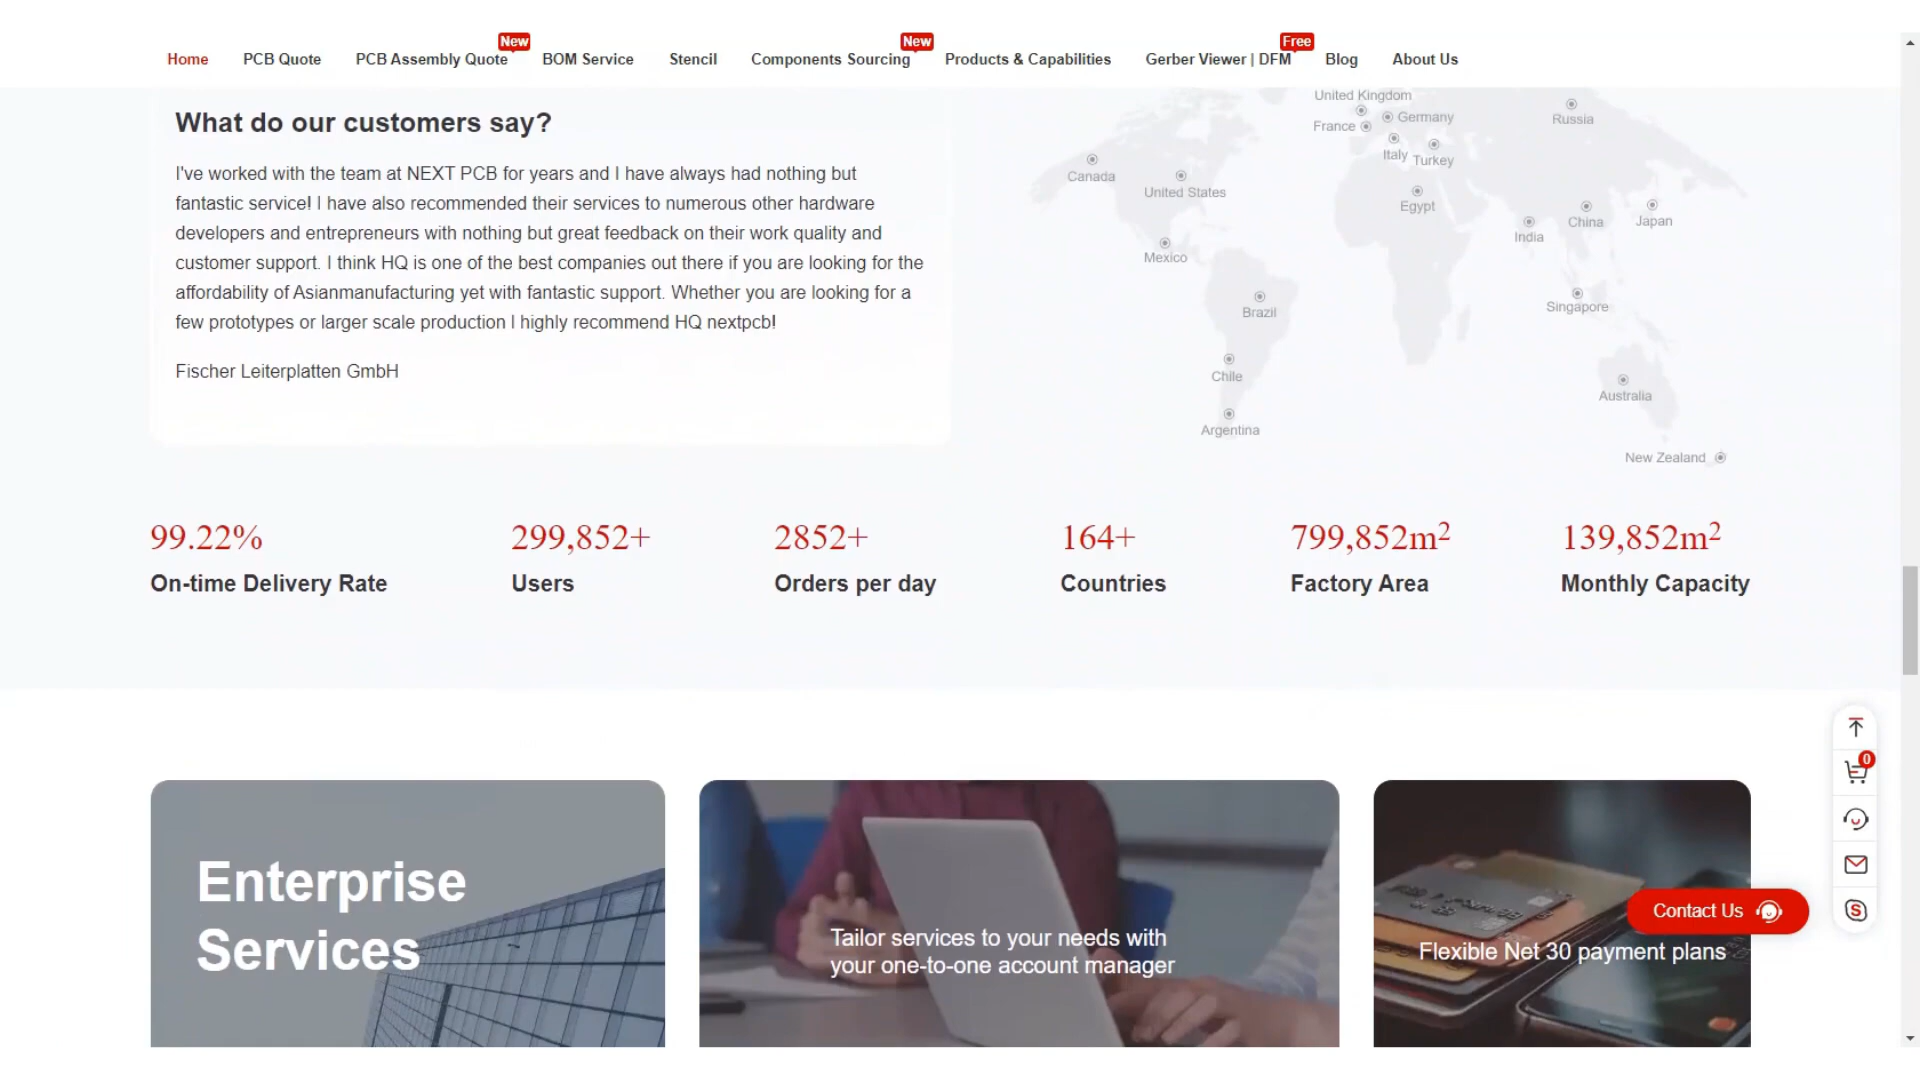 New
New
Free
Home PCB Quote PCB Assembly Quote BOM Service Stencil Components Sourcing Products & Capabilities Gerber Viewer | DFM Blog About Us
What do our customers say?
I've worked with the team at NEXT PCB for years and I have always had nothing but
fantastic service! I have also recommended their services to numerous other hardware
developers and entrepreneurs with nothing but great feedback on their work quality and
customer support. I think HQ is one of the best companies out there if you are looking for the
affordability of Asianmanufacturing yet with fantastic support. Whether you are looking for a
few prototypes or larger scale production I highly recommend HQ nextpcb!
Fischer Leiterplatten GmbH
United Kingdom
Germany
France
Russia
Italy
Turkey
Canada
United States
Egypt
China
Japan
India
Mexico
Singapore
Brazil
Chile
Australia
Argentina
New Zealand
99.22%
On-time Delivery Rate
299,852+
Users
2852+
Orders per day
164+
Countries
799,852m²
Factory Area
139,852m²
Monthly Capacity
Enterprise
Services
Tailor services to your needs with
your one-to-one account manager
Flexible Net 30 payment plans
Contact Us
0